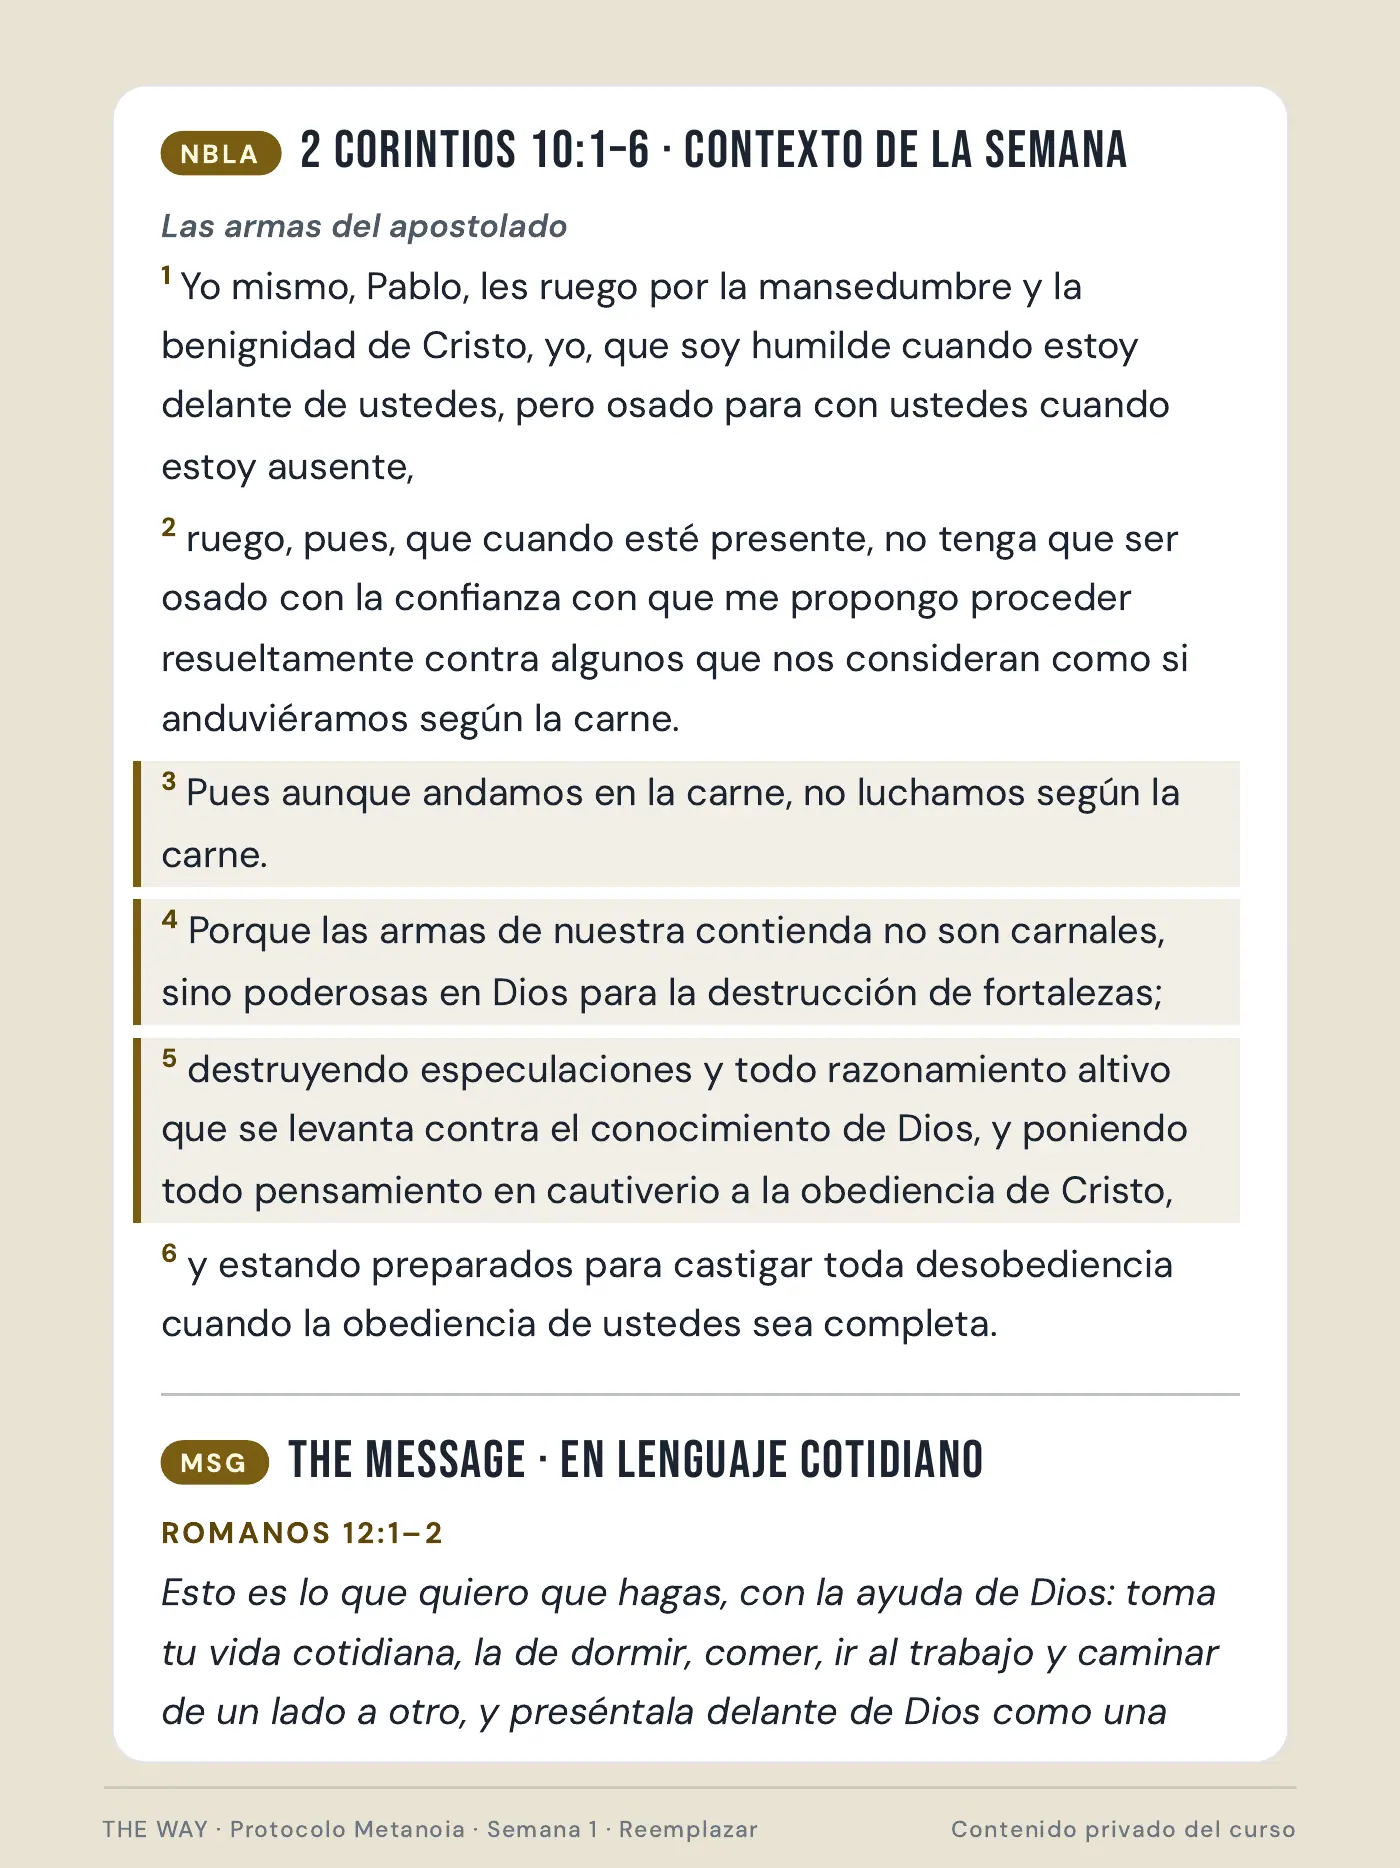 NBLA 2 CORINTIOS 10:1–6 · CONTEXTO DE LA SEMANA
Las armas del apostolado
1 Yo mismo, Pablo, les ruego por la mansedumbre y la
benignidad de Cristo, yo, que soy humilde cuando estoy
delante de ustedes, pero osado para con ustedes cuando
estoy ausente,
2 ruego, pues, que cuando esté presente, no tenga que ser
osado con la confianza con que me propongo proceder
resueltamente contra algunos que nos consideran como si
anduviéramos según la carne.
3 Pues aunque andamos en la carne, no luchamos según la
carne.
4 Porque las armas de nuestra contienda no son carnales,
sino poderosas en Dios para la destrucción de fortalezas;
5 destruyendo especulaciones y todo razonamiento altivo
que se levanta contra el conocimiento de Dios, y poniendo
todo pensamiento en cautiverio a la obediencia de Cristo,
6 y estando preparados para castigar toda desobediencia
cuando la obediencia de ustedes sea completa.
MSG THE MESSAGE · EN LENGUAJE COTIDIANO
ROMANOS 12:1–2
Esto es lo que quiero que hagas, con la ayuda de Dios: toma
tu vida cotidiana, la de dormir, comer, ir al trabajo y caminar
de un lado a otro, y preséntala delante de Dios como una
THE WAY · Protocolo Metanoia · Semana 1 · Reemplazar
Contenido privado del curso